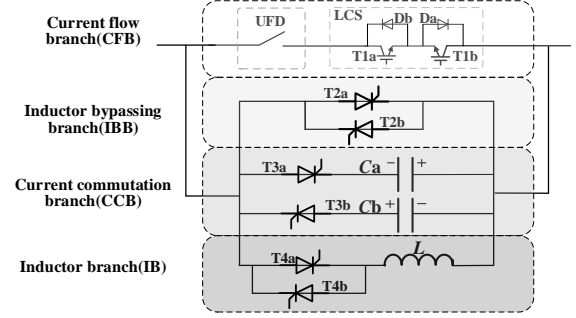 Current flow
branch(CFB)
UFD
LCS
Db
Da
T1a
T1b
Inductor bypassing
branch(IBB)
T2a
T2b
Current commutation
branch(CCB)
T3a
Ca
−
+
T3b
Cb
+
−
Inductor branch(IB)
T4a
L
T4b